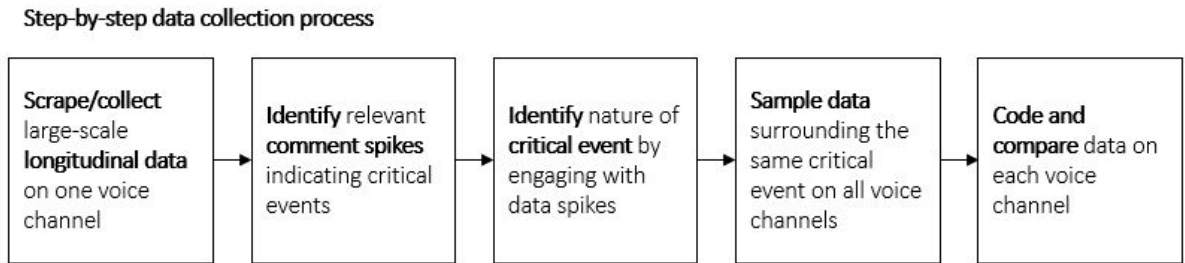 Step-by-step data collection process
Scrape/collect
large-scale
longitudinal data
on one voice
channel
Identify relevant
comment spikes
indicating critical
events
Identify nature of
critical event by
engaging with
data spikes
Sample data
surrounding the
same critical
event on all voice
channels
Code and
compare data on
each voice
channel